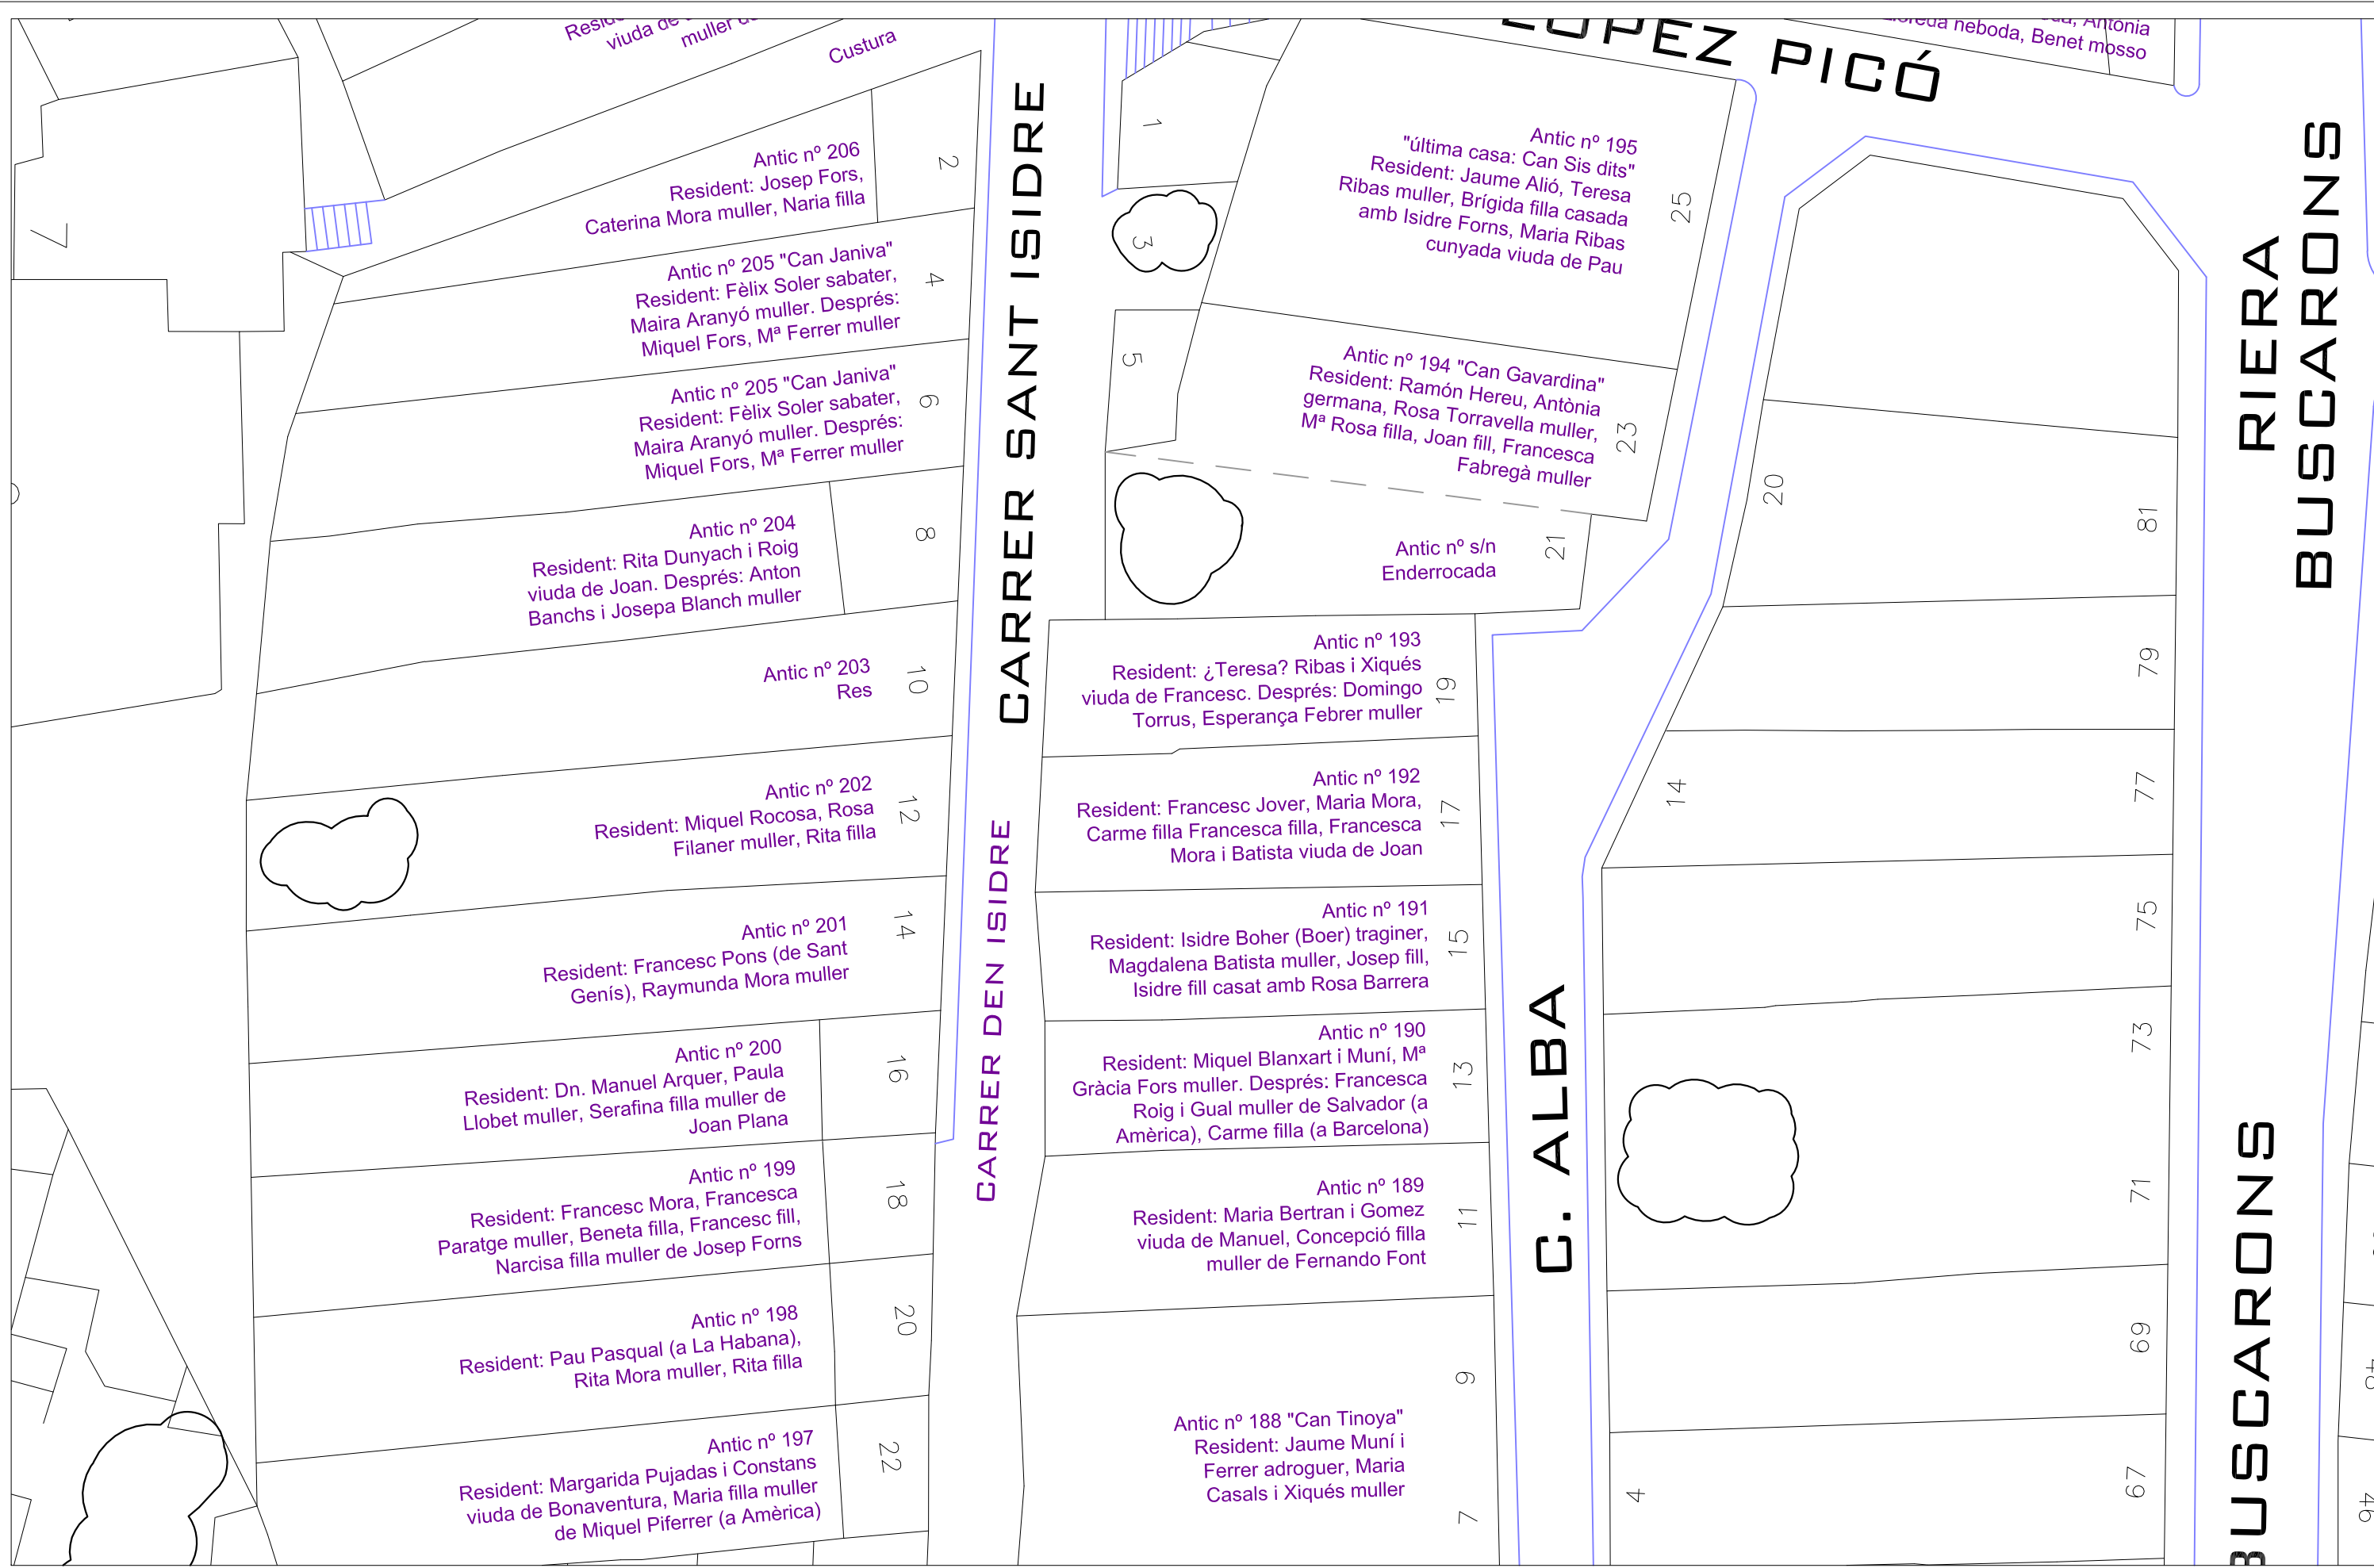 viuda de
muller
Custura
LÓPEZ PICÓ
Antònia
neboda, Benet mosso
Antic nº 206
Resident: Josep Fors,
Caterina Mora muller, Naria filla
2
Antic nº 205 "Can Janiva"
Resident: Fèlix Soler sabater,
Maira Aranyó muller. Després:
Miquel Fors, Mª Ferrer muller
4
Antic nº 205 "Can Janiva"
Resident: Fèlix Soler sabater,
Maira Aranyó muller. Després:
Miquel Fors, Mª Ferrer muller
6
Antic nº 204
Resident: Rita Dunyach i Roig
viuda de Joan. Després: Anton
Banchs i Josepa Blanch muller
8
Antic nº 203
Res
10
Antic nº 202
Resident: Miquel Rocosa, Rosa
Filaner muller, Rita filla
12
Antic nº 201
Resident: Francesc Pons (de Sant
Genís), Raymunda Mora muller
14
Antic nº 200
Resident: Dn. Manuel Arquer, Paula
Llobet muller, Serafina filla muller de
Joan Plana
16
Antic nº 199
Resident: Francesc Mora, Francesca
Paratge muller, Beneta filla, Francesc fill,
Narcisa filla muller de Josep Forns
18
Antic nº 198
Resident: Pau Pasqual (a La Habana),
Rita Mora muller, Rita filla
20
Antic nº 197
Resident: Margarida Pujadas i Constans
viuda de Bonaventura, Maria filla muller
de Miquel Piferrer (a Amèrica)
22
7
CARRER SANT ISIDRE
CARRER DEN ISIDRE
1
3
5
Antic nº 195
"última casa: Can Sis dits"
Resident: Jaume Alió, Teresa
Ribas muller, Brígida filla casada
amb Isidre Forns, Maria Ribas
cunyada viuda de Pau
25
Antic nº 194 "Can Gavardina"
Resident: Ramón Hereu, Antònia
germana, Rosa Torravella muller,
Mª Rosa filla, Joan fill, Francesca
Fabregà muller
23
Antic nº s/n
Enderrocada
21
Antic nº 193
Resident: ¿Teresa? Ribas i Xiqués
viuda de Francesc. Després: Domingo
Torrus, Esperança Febrer muller
19
Antic nº 192
Resident: Francesc Jover, Maria Mora,
Carme filla Francesca filla, Francesca
Mora i Batista viuda de Joan
17
Antic nº 191
Resident: Isidre Boher (Boer) traginer,
Magdalena Batista muller, Josep fill,
Isidre fill casat amb Rosa Barrera
15
Antic nº 190
Resident: Miquel Blanxart i Muní, Mª
Gràcia Fors muller. Després: Francesca
Roig i Gual muller de Salvador (a
Amèrica), Carme filla (a Barcelona)
13
Antic nº 189
Resident: Maria Bertran i Gomez
viuda de Manuel, Concepció filla
muller de Fernando Font
11
9
Antic nº 188 "Can Tinoya"
Resident: Jaume Muní i
Ferrer adroguer, Maria
Casals i Xiqués muller
7
C. ALBA
20
14
4
81
79
77
75
73
71
69
67
RIERA
BUSCARONS
BUSCARONS
46